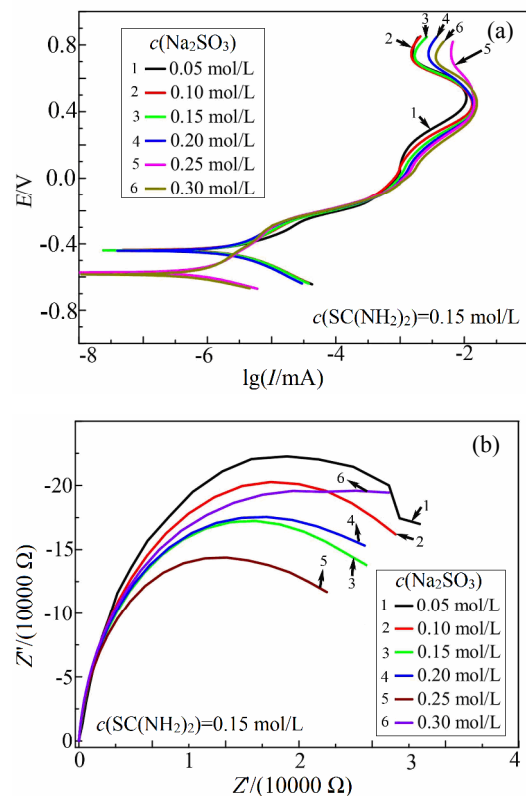 (a)
c(Na₂SO₃)
1 0.05 mol/L
2 0.10 mol/L
3 0.15 mol/L
4 0.20 mol/L
5 0.25 mol/L
6 0.30 mol/L
2 3 4 6
5
1
E/V
0.8
0.4
0.0
-0.4
-0.8
c(SC(NH₂)₂)=0.15 mol/L
-8 -6 -4 -2
lg(I/mA)
(b)
Z″/(10000 Ω)
-20
-15
-10
-5
0
6
1
2
4
3
5
c(Na₂SO₃)
1 0.05 mol/L
2 0.10 mol/L
3 0.15 mol/L
4 0.20 mol/L
5 0.25 mol/L
6 0.30 mol/L
c(SC(NH₂)₂)=0.15 mol/L
0 1 2 3 4
Z′/(10000 Ω)